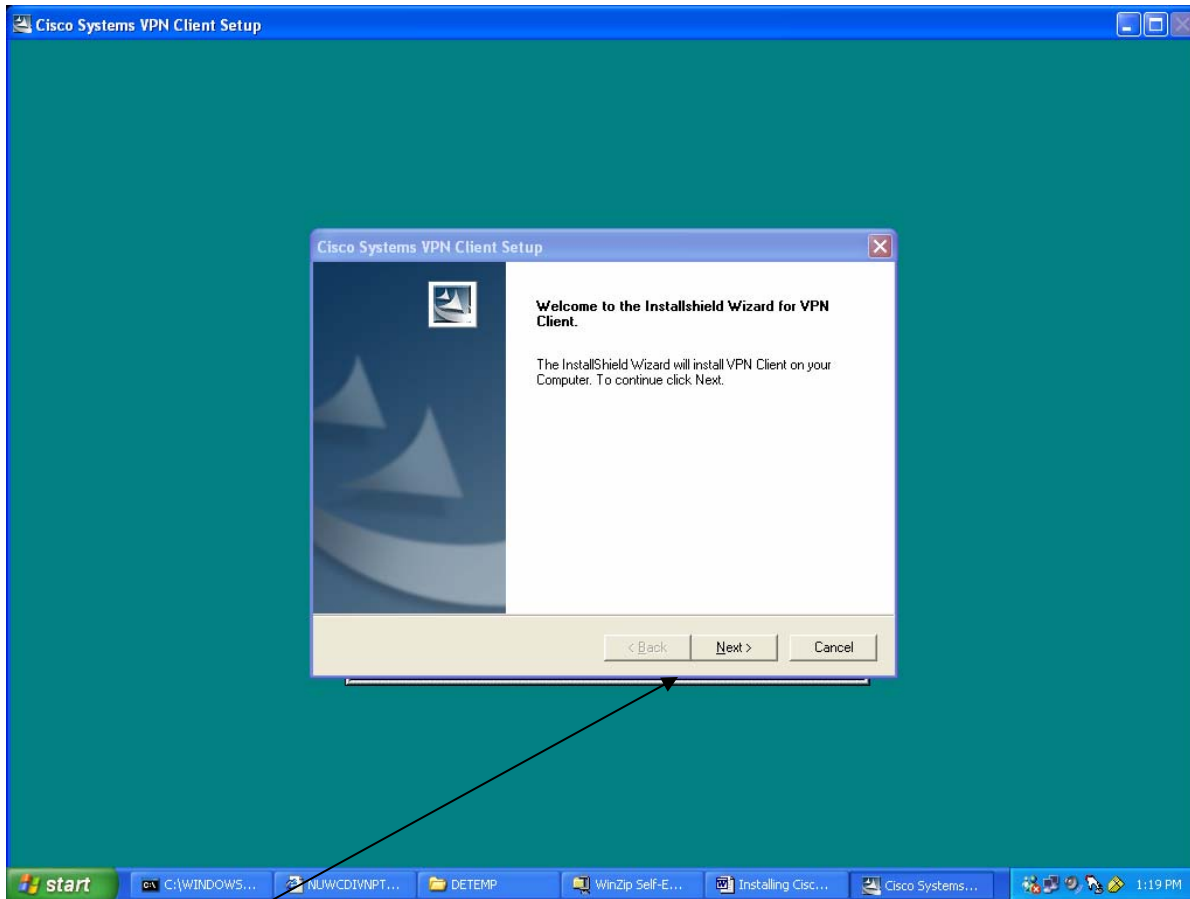 Cisco Systems VPN Client Setup
Cisco Systems VPN Client Setup
Welcome to the Installshield Wizard for VPN
Client.
The InstallShield Wizard will install VPN Client on your
Computer. To continue click Next.
< Back
Next >
Cancel
start
C:\WINDOWS...
NUWCDIVNPT...
DETEMP
WinZip Self-E...
Installing Cisc...
Cisco Systems...
1:19 PM